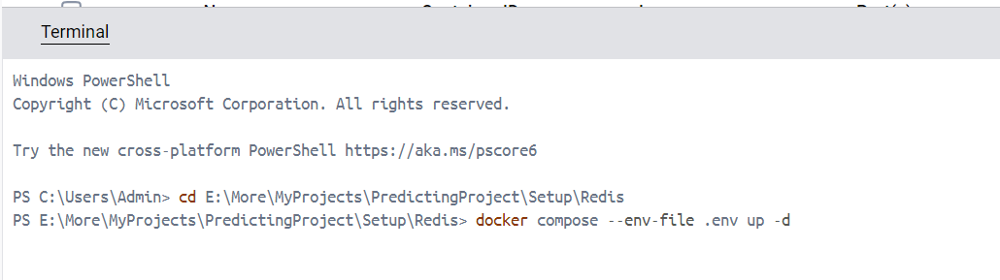 Terminal
Windows PowerShell
Copyright (C) Microsoft Corporation. All rights reserved.
Try the new cross-platform PowerShell https://aka.ms/pscore6
PS C:\Users\Admin> cd E:\More\MyProjects\PredictingProject\Setup\Redis
PS E:\More\MyProjects\PredictingProject\Setup\Redis> docker compose --env-file .env up -d